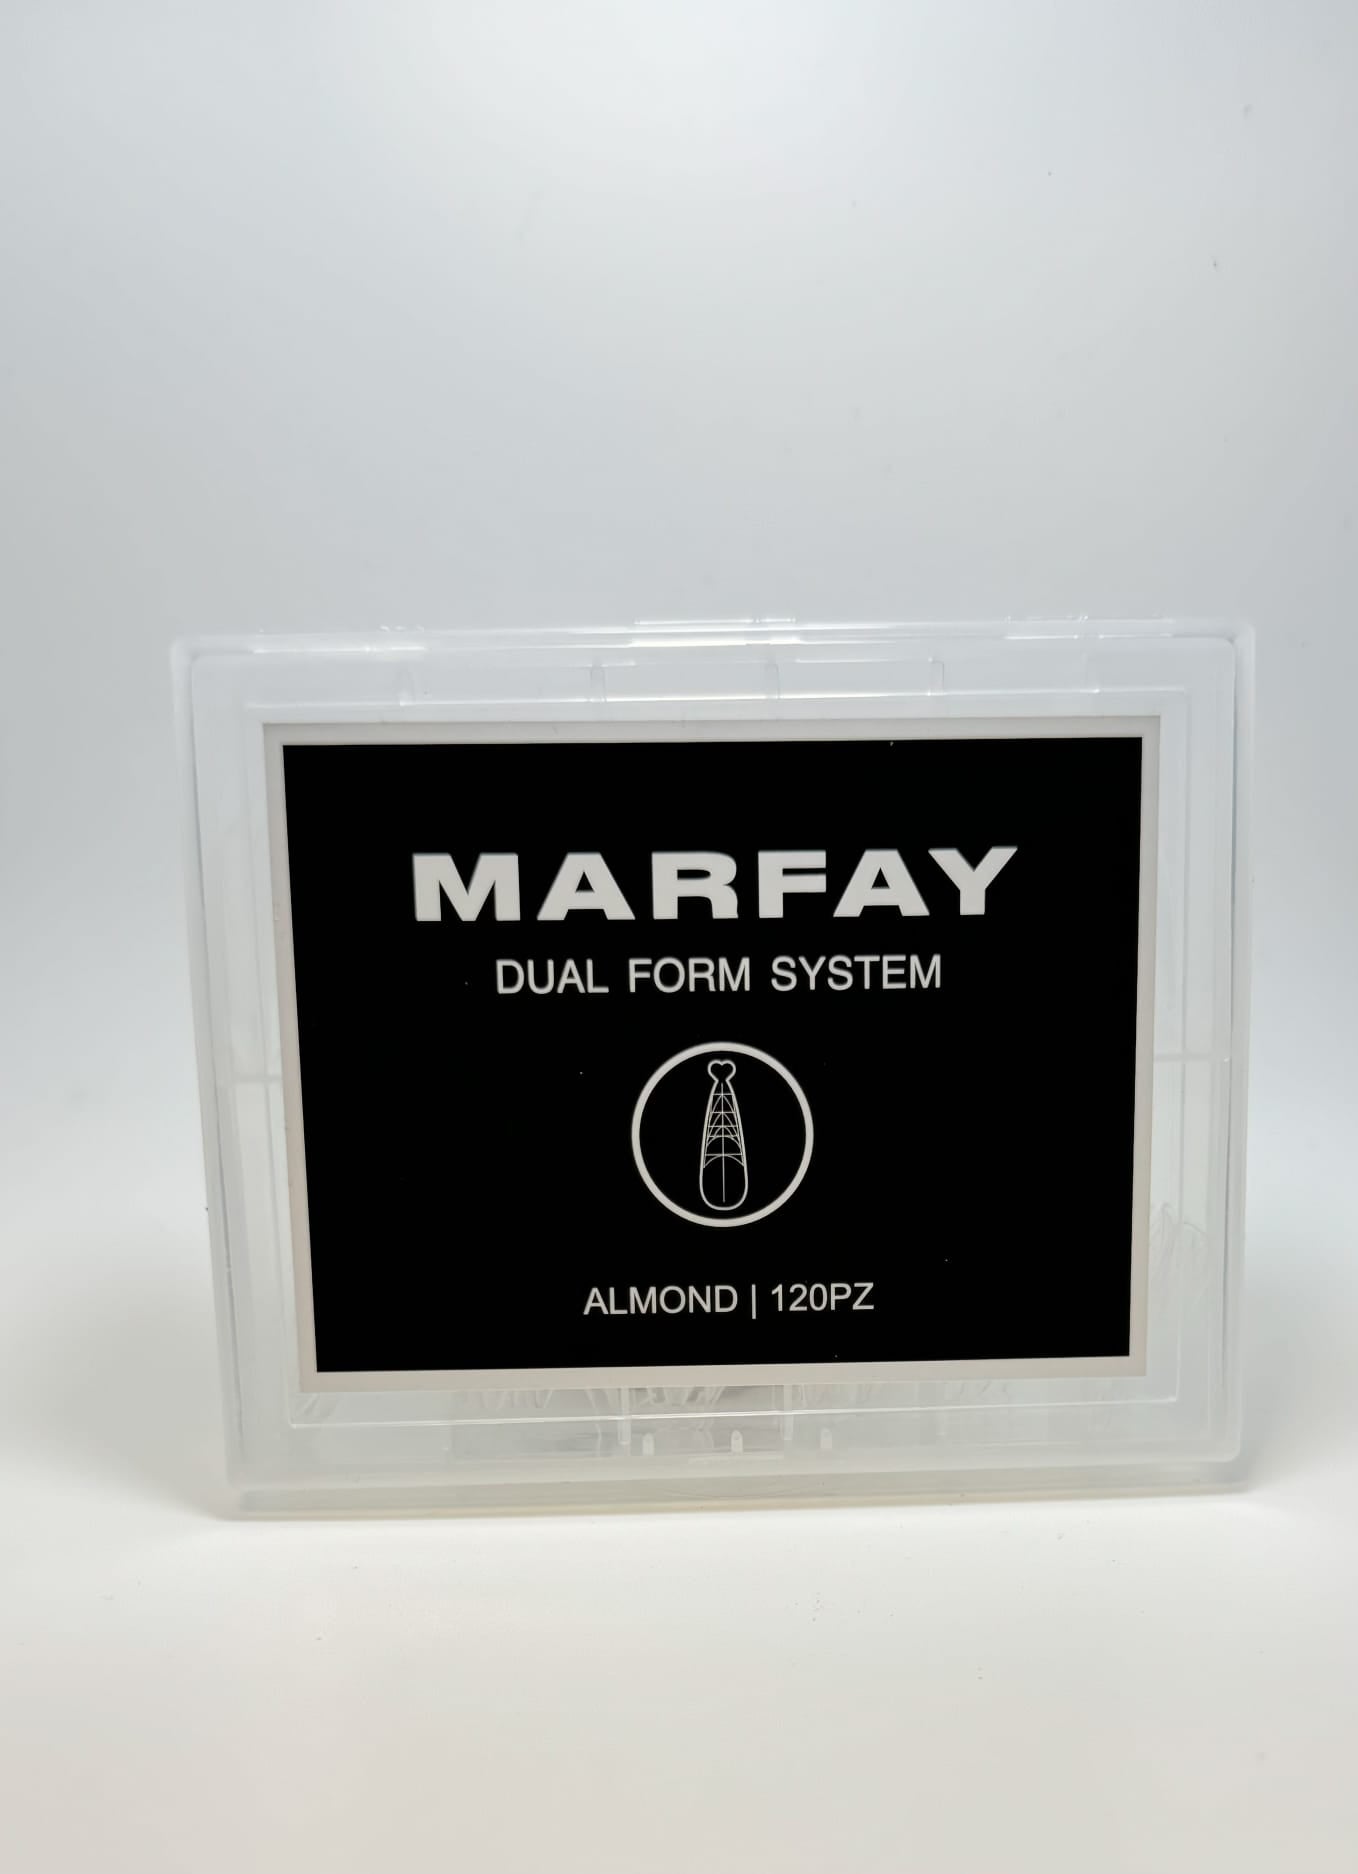 MARFAY
DUAL FORM SYSTEM
ALMOND | 120PZ